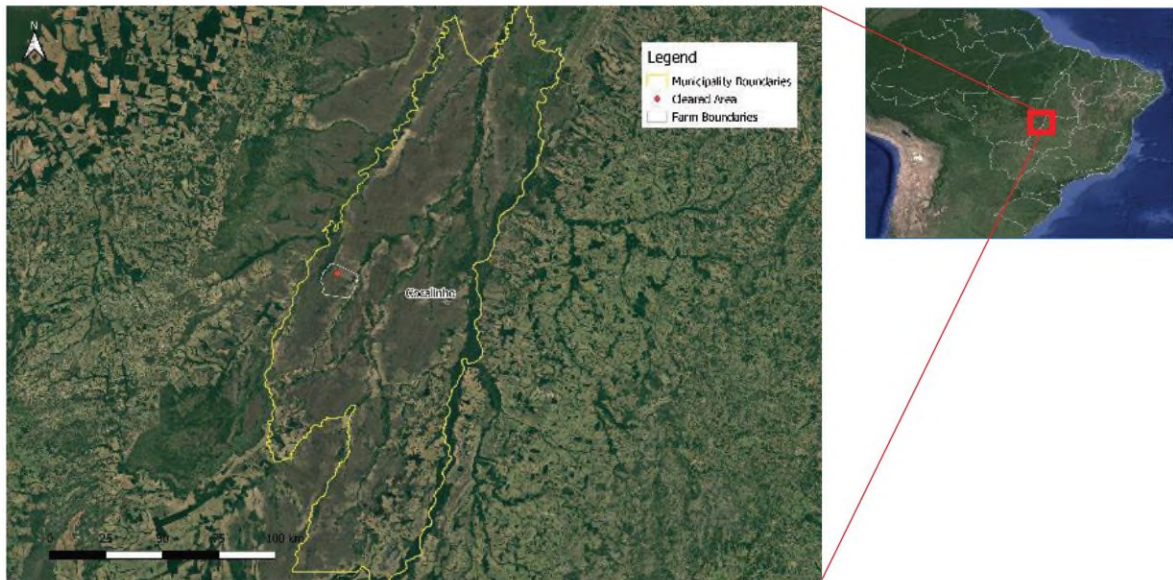 N
Legend
Municipality Boundaries
Cleared Area
Farm Boundaries
Cocalinho
0 25 50 75 100 km